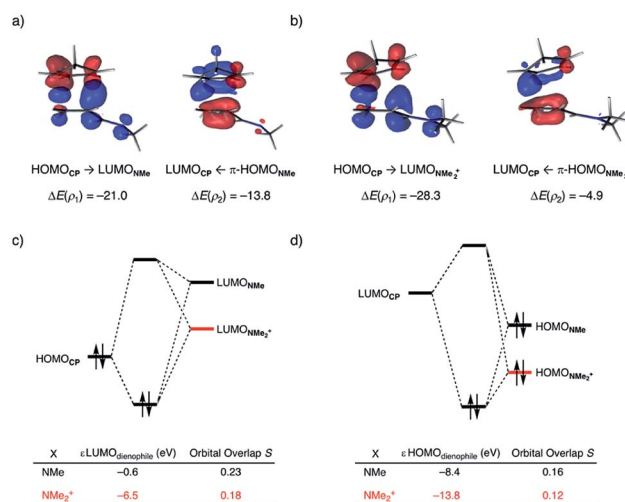 a)
b)
HOMO_CP → LUMO_NMe
LUMO_CP ← π-HOMO_NMe
HOMO_CP → LUMO_NMe₂⁺
LUMO_CP ← π-HOMO_NMe₂
ΔE(ρ₁) = –21.0
ΔE(ρ₂) = –13.8
ΔE(ρ₁) = –28.3
ΔE(ρ₂) = –4.9
c)
d)
LUMO_NMe
LUMO_NMe₂⁺
HOMO_CP
LUMO_CP
HOMO_NMe
HOMO_NMe₂⁺
X εLUMO_dienophile (eV) Orbital Overlap S
NMe –0.6 0.23
NMe₂⁺ –6.5 0.18
X εHOMO_dienophile (eV) Orbital Overlap S
NMe –8.4 0.16
NMe₂⁺ –13.8 0.12